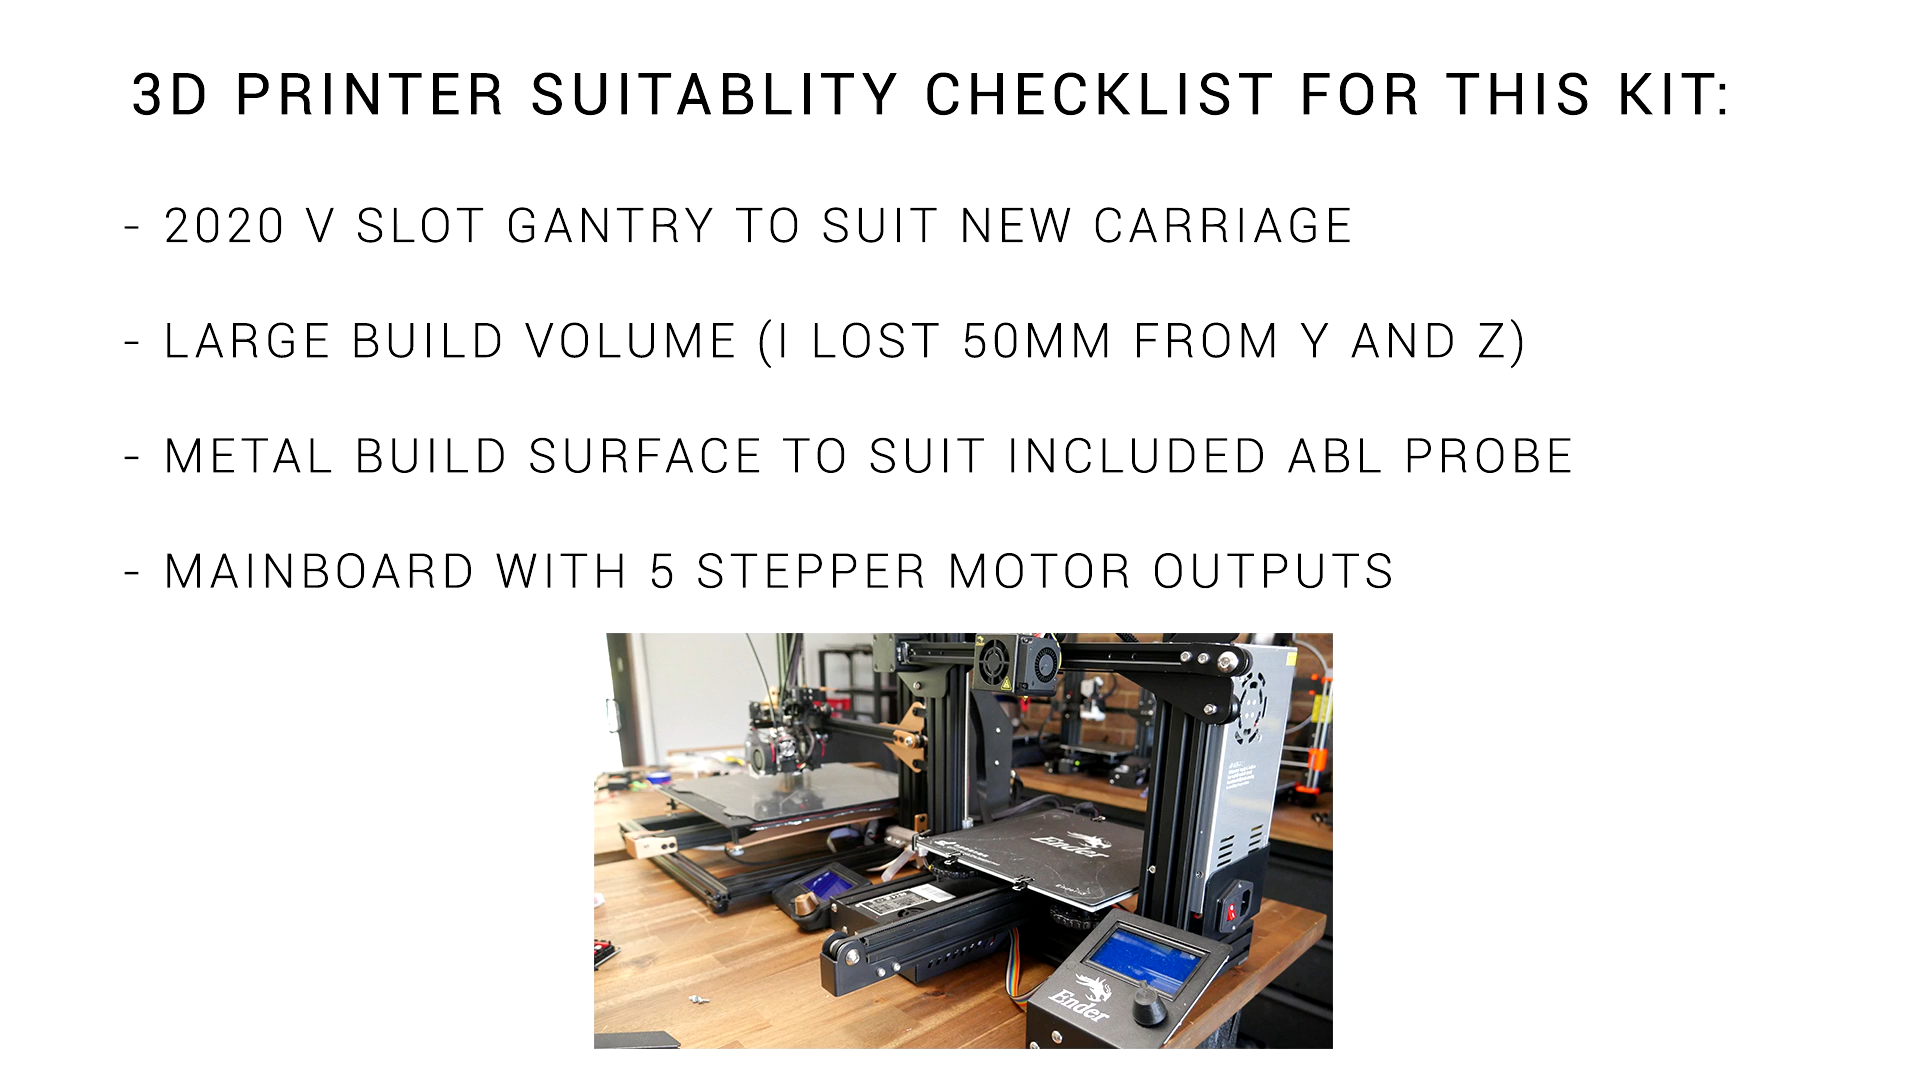 3D PRINTER SUITABLITY CHECKLIST FOR THIS KIT:
- 2020 V SLOT GANTRY TO SUIT NEW CARRIAGE
- LARGE BUILD VOLUME (I LOST 50MM FROM Y AND Z)
- METAL BUILD SURFACE TO SUIT INCLUDED ABL PROBE
- MAINBOARD WITH 5 STEPPER MOTOR OUTPUTS
Ender
Ender